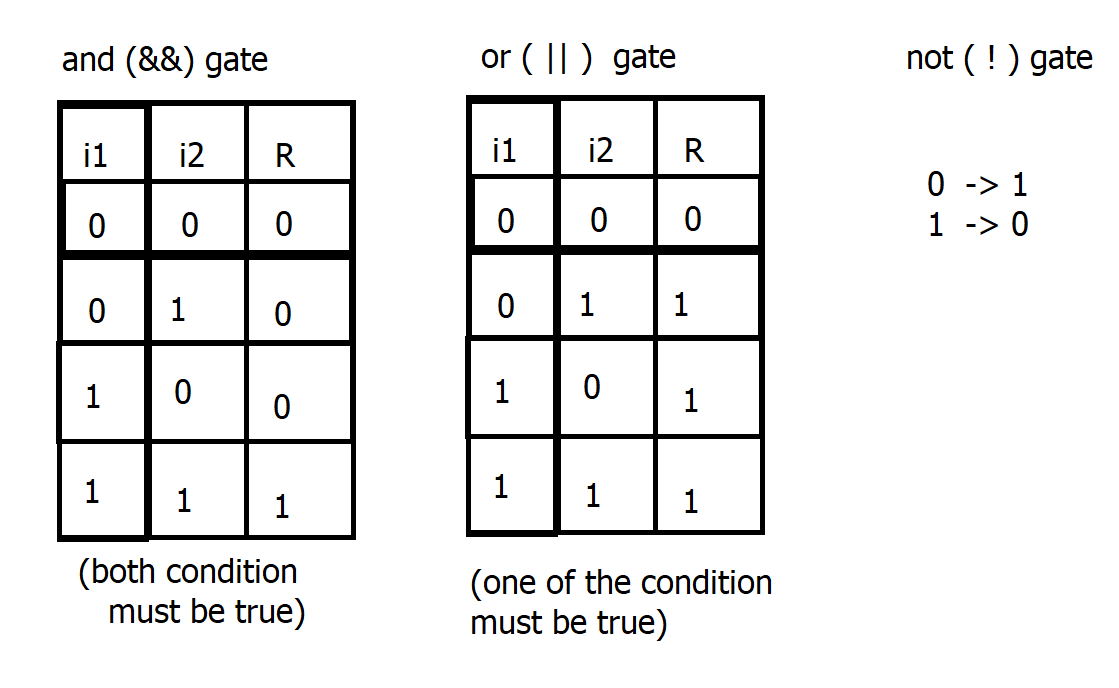 and (&&) gate
i1 i2 R
0 0 0
0 1 0
1 0 0
1 1 1
(both condition
must be true)
or ( || ) gate
i1 i2 R
0 0 0
0 1 1
1 0 1
1 1 1
(one of the condition
must be true)
not ( ! ) gate
0 -> 1
1 -> 0